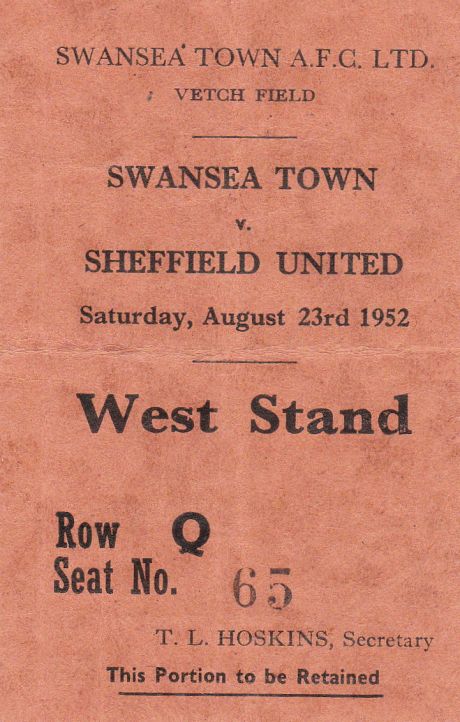 SWANSEA TOWN A.F.C. LTD.
VETCH FIELD
SWANSEA TOWN
v.
SHEFFIELD UNITED
Saturday, August 23rd 1952
West Stand
Row Q
Seat No. 65
T. L. HOSKINS, Secretary
This Portion to be Retained